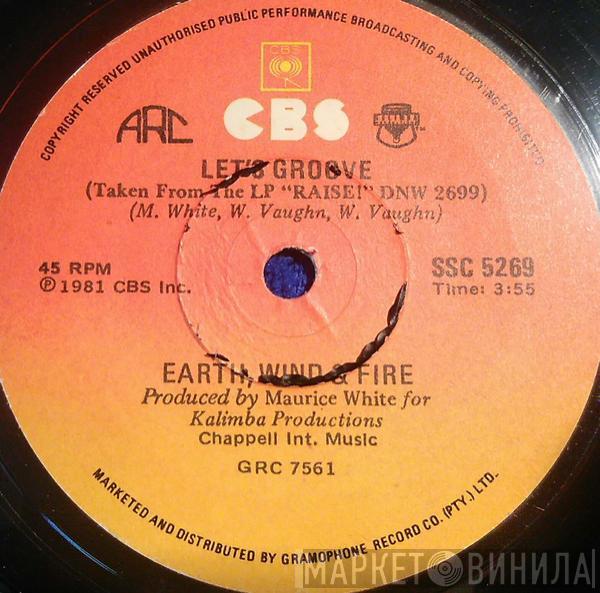 COPYRIGHT RESERVED UNAUTHORISED PUBLIC PERFORMANCE BROADCASTING AND COPYING PROHIBITED
CBS
ARC
CBS
LET'S GROOVE
(Taken From The LP "RAISE!" DNW 2699)
(M. White, W. Vaughn, W. Vaughn)
45 RPM
℗ 1981 CBS Inc.
SSC 5269
Time: 3:55
EARTH, WIND & FIRE
Produced by Maurice White for
Kalimba Productions
Chappell Int. Music
GRC 7561
MARKETED AND DISTRIBUTED BY GRAMOPHONE RECORD CO. (PTY.) LTD.
МАРКЕТ ВИНИЛА